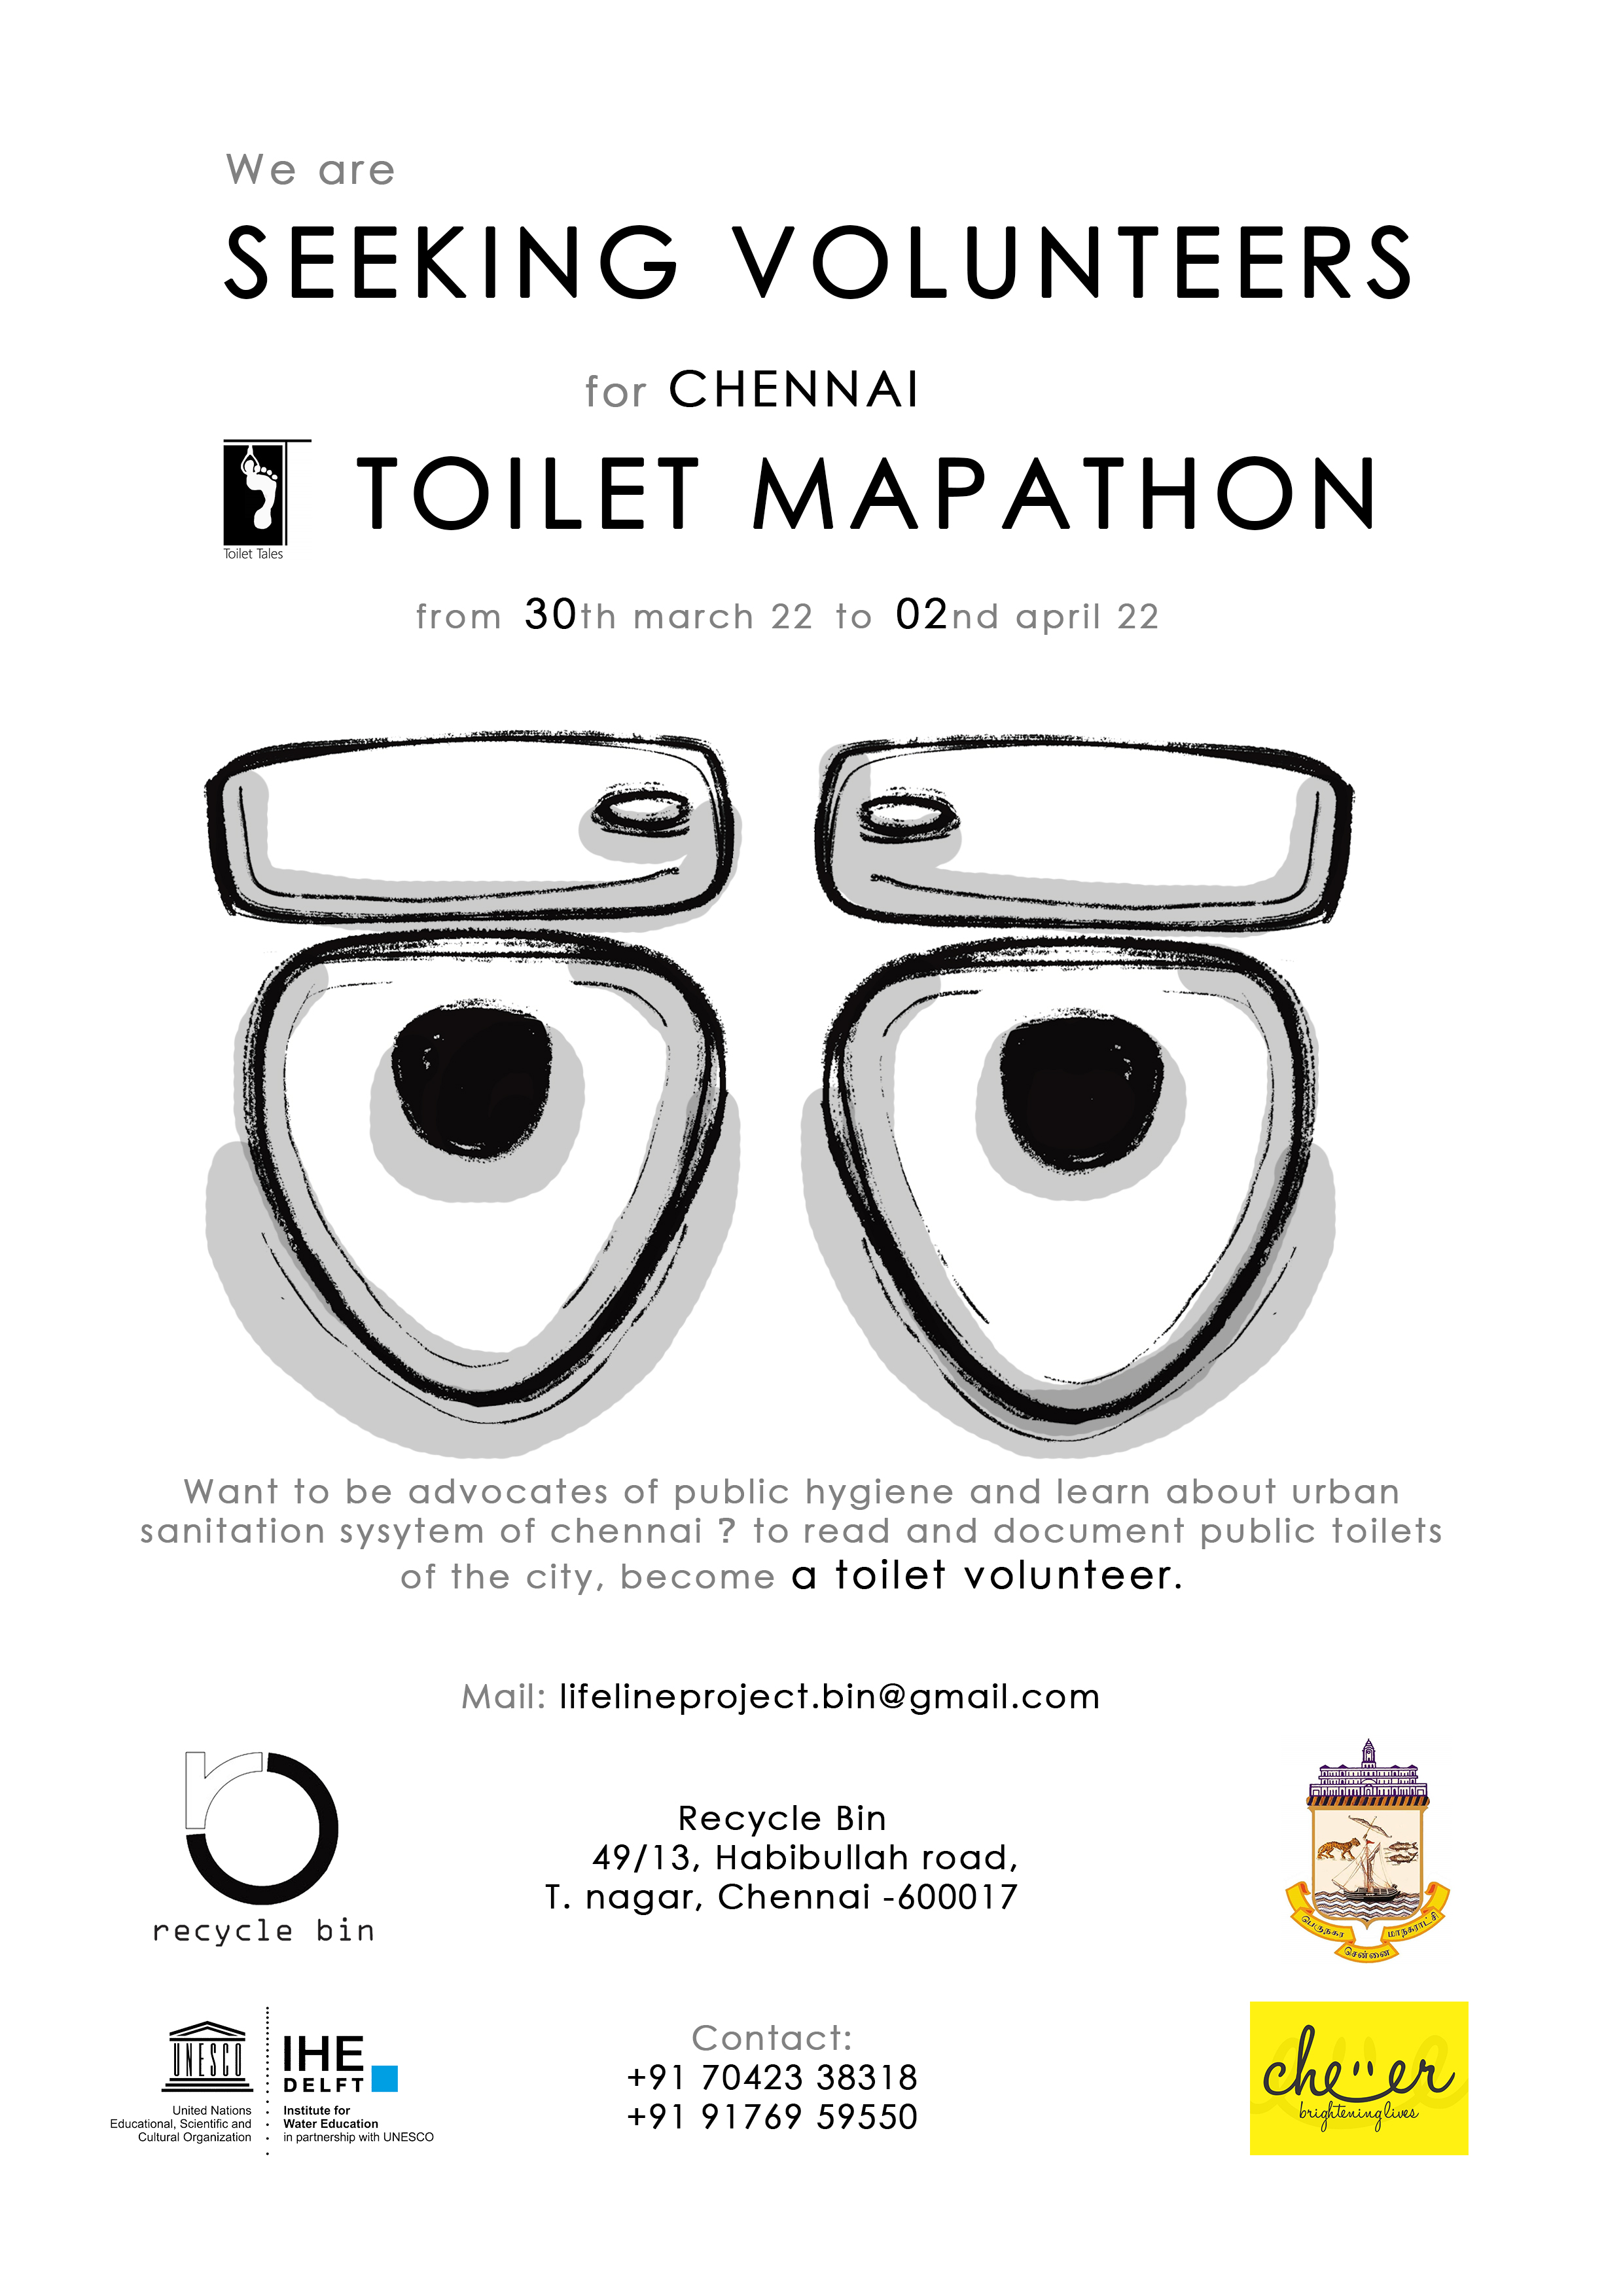 We are
SEEKING VOLUNTEERS
for CHENNAI
TOILET MAPATHON
Toilet Tales
from 30th march 22 to 02nd april 22
Want to be advocates of public hygiene and learn about urban
sanitation sysytem of chennai ? to read and document public toilets
of the city, become a toilet volunteer.
Mail: lifelineproject.bin@gmail.com
recycle bin
Recycle Bin
49/13, Habibullah road,
T. nagar, Chennai -600017
பெருநகர
சென்னை
மாநகராட்சி
UNESCO
United Nations
Educational, Scientific and
Cultural Organization
IHE
DELFT
Institute for
Water Education
in partnership with UNESCO
Contact:
+91 70423 38318
+91 91769 59550
cheer
brightening lives